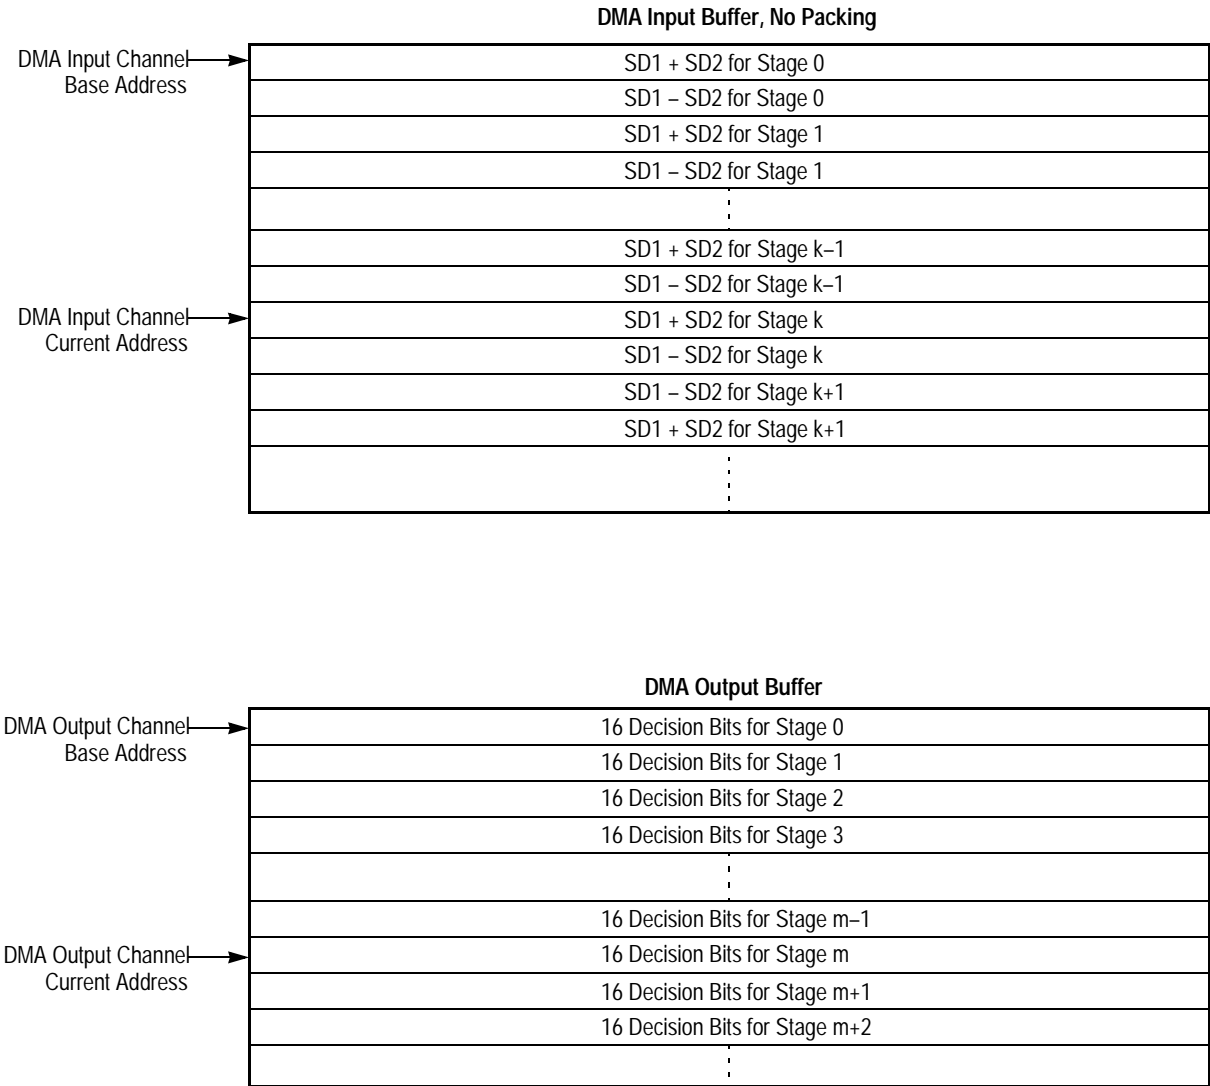 DMA Input Buffer, No Packing
DMA Input Channel
Base Address
SD1 + SD2 for Stage 0
SD1 – SD2 for Stage 0
SD1 + SD2 for Stage 1
SD1 – SD2 for Stage 1
SD1 + SD2 for Stage k–1
SD1 – SD2 for Stage k–1
DMA Input Channel
Current Address
SD1 + SD2 for Stage k
SD1 – SD2 for Stage k
SD1 – SD2 for Stage k+1
SD1 + SD2 for Stage k+1
DMA Output Buffer
DMA Output Channel
Base Address
16 Decision Bits for Stage 0
16 Decision Bits for Stage 1
16 Decision Bits for Stage 2
16 Decision Bits for Stage 3
16 Decision Bits for Stage m–1
DMA Output Channel
Current Address
16 Decision Bits for Stage m
16 Decision Bits for Stage m+1
16 Decision Bits for Stage m+2